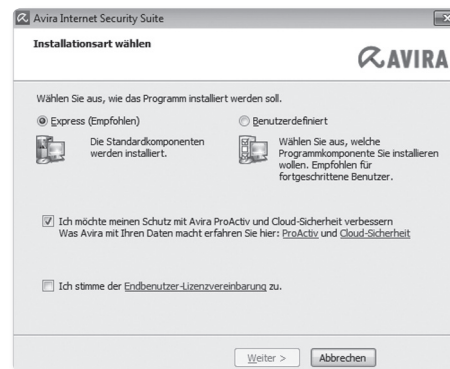 Avira Internet Security Suite
Installationsart wählen
AVIRA
Wählen Sie aus, wie das Programm installiert werden soll.
Express (Empfohlen)
Die Standardkomponenten
werden installiert.
Benutzerdefiniert
Wählen Sie aus, welche
Programmkomponente Sie installieren
wollen. Empfohlen für
fortgeschrittene Benutzer.
Ich möchte meinen Schutz mit Avira ProActiv und Cloud-Sicherheit verbessern
Was Avira mit Ihren Daten macht erfahren Sie hier: ProActiv und Cloud-Sicherheit
Ich stimme der Endbenutzer-Lizenzvereinbarung zu.
Weiter >
Abbrechen